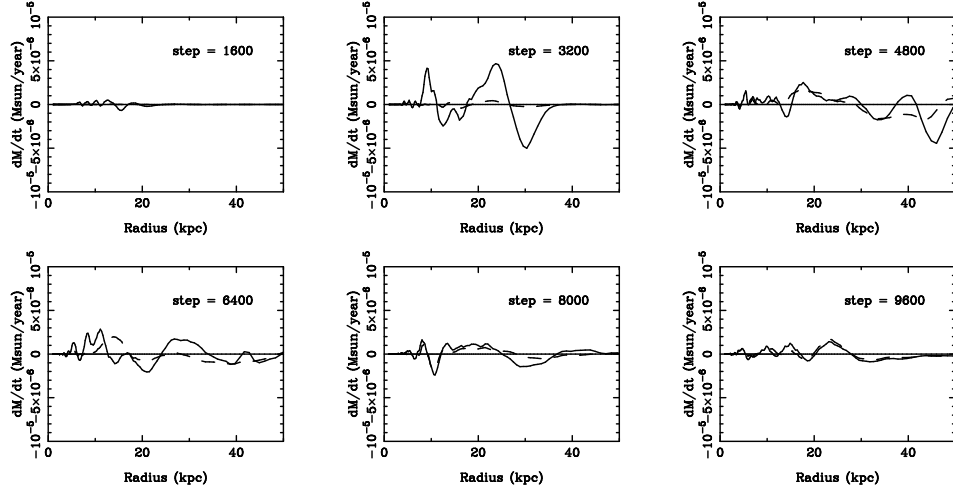 dM/dt (Msun/year)
−10⁻⁵ −5×10⁻⁶ 0 5×10⁻⁶ 10⁻⁵
step = 1600
0 20 40
Radius (kpc)
dM/dt (Msun/year)
−10⁻⁵ −5×10⁻⁶ 0 5×10⁻⁶ 10⁻⁵
step = 3200
0 20 40
Radius (kpc)
dM/dt (Msun/year)
−10⁻⁵ −5×10⁻⁶ 0 5×10⁻⁶ 10⁻⁵
step = 4800
0 20 40
Radius (kpc)
dM/dt (Msun/year)
−10⁻⁵ −5×10⁻⁶ 0 5×10⁻⁶ 10⁻⁵
step = 6400
0 20 40
Radius (kpc)
dM/dt (Msun/year)
−10⁻⁵ −5×10⁻⁶ 0 5×10⁻⁶ 10⁻⁵
step = 8000
0 20 40
Radius (kpc)
dM/dt (Msun/year)
−10⁻⁵ −5×10⁻⁶ 0 5×10⁻⁶ 10⁻⁵
step = 9600
0 20 40
Radius (kpc)